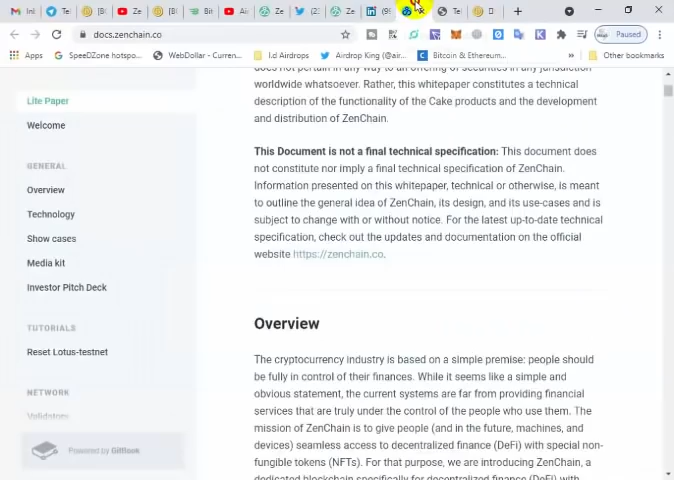 Inl
Te
[B(
Ze
[Bi
Bit
Ai
Ze
(2:
Ze
(99
Te
D
docs.zenchain.co
Paused
Apps
G SpeedZone hotspo...
WebDollar - Curren...
I.d Airdrops
Airdrop King (@air...
Bitcoin & Ethereum...
»
Other bookmarks
Lite Paper
Welcome
GENERAL
Overview
Technology
Show cases
Media kit
Investor Pitch Deck
TUTORIALS
Reset Lotus-testnet
NETWORK
Validators
Powered by GitBook
does not pertain in any way to an offering of securities in any jurisdiction
worldwide whatsoever. Rather, this whitepaper constitutes a technical
description of the functionality of the Cake products and the development
and distribution of ZenChain.
This Document is not a final technical specification: This document does
not constitute nor imply a final technical specification of ZenChain.
Information presented on this whitepaper, technical or otherwise, is meant
to outline the general idea of ZenChain, its design, and its use-cases and is
subject to change with or without notice. For the latest up-to-date technical
specification, check out the updates and documentation on the official
website https://zenchain.co.
Overview
The cryptocurrency industry is based on a simple premise: people should
be fully in control of their finances. While it seems like a simple and
obvious statement, the current systems are far from providing financial
services that are truly under the control of the people who use them. The
mission of ZenChain is to give people (and in the future, machines, and
devices) seamless access to decentralized finance (DeFi) with special non-
fungible tokens (NFTs). For that purpose, we are introducing ZenChain, a
dedicated blockchain specifically for decentralized finance (DeFi) with